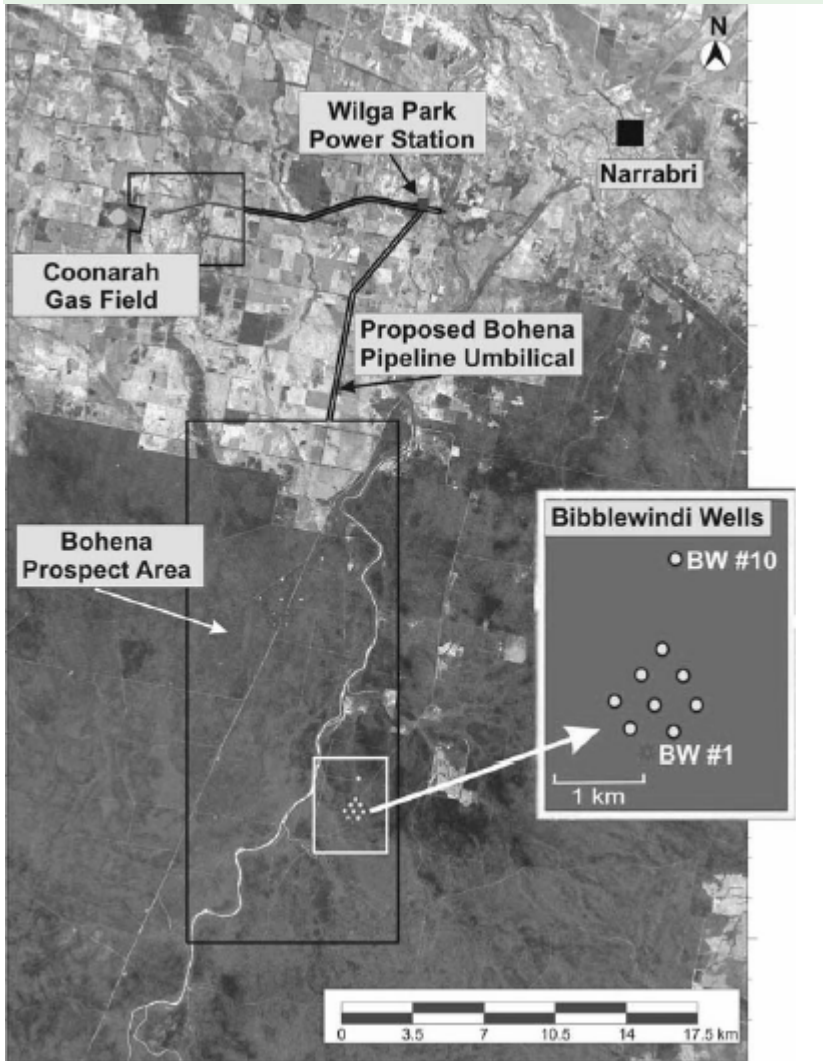 N
Wilga Park
Power Station
Narrabri
Coonarah
Gas Field
Proposed Bohena
Pipeline Umbilical
Bohena
Prospect Area
Bibblewindi Wells
BW #10
BW #1
1 km
0 3.5 7 10.5 14 17.5 km